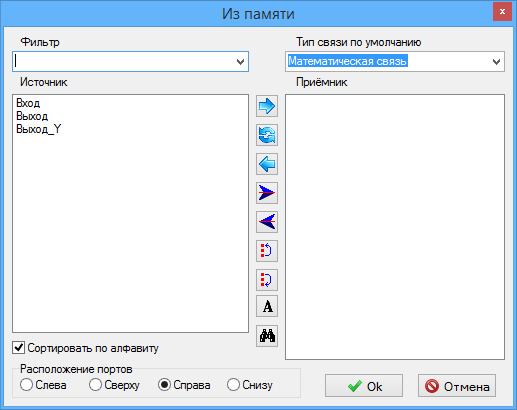 Из памяти
x
Фильтр
Тип связи по умолчанию
Математическая связь
Источник
Приёмник
Вход
Выход
Выход_Y
A
Сортировать по алфавиту
Расположение портов
Слева Сверху Справа Снизу
Ok Отмена